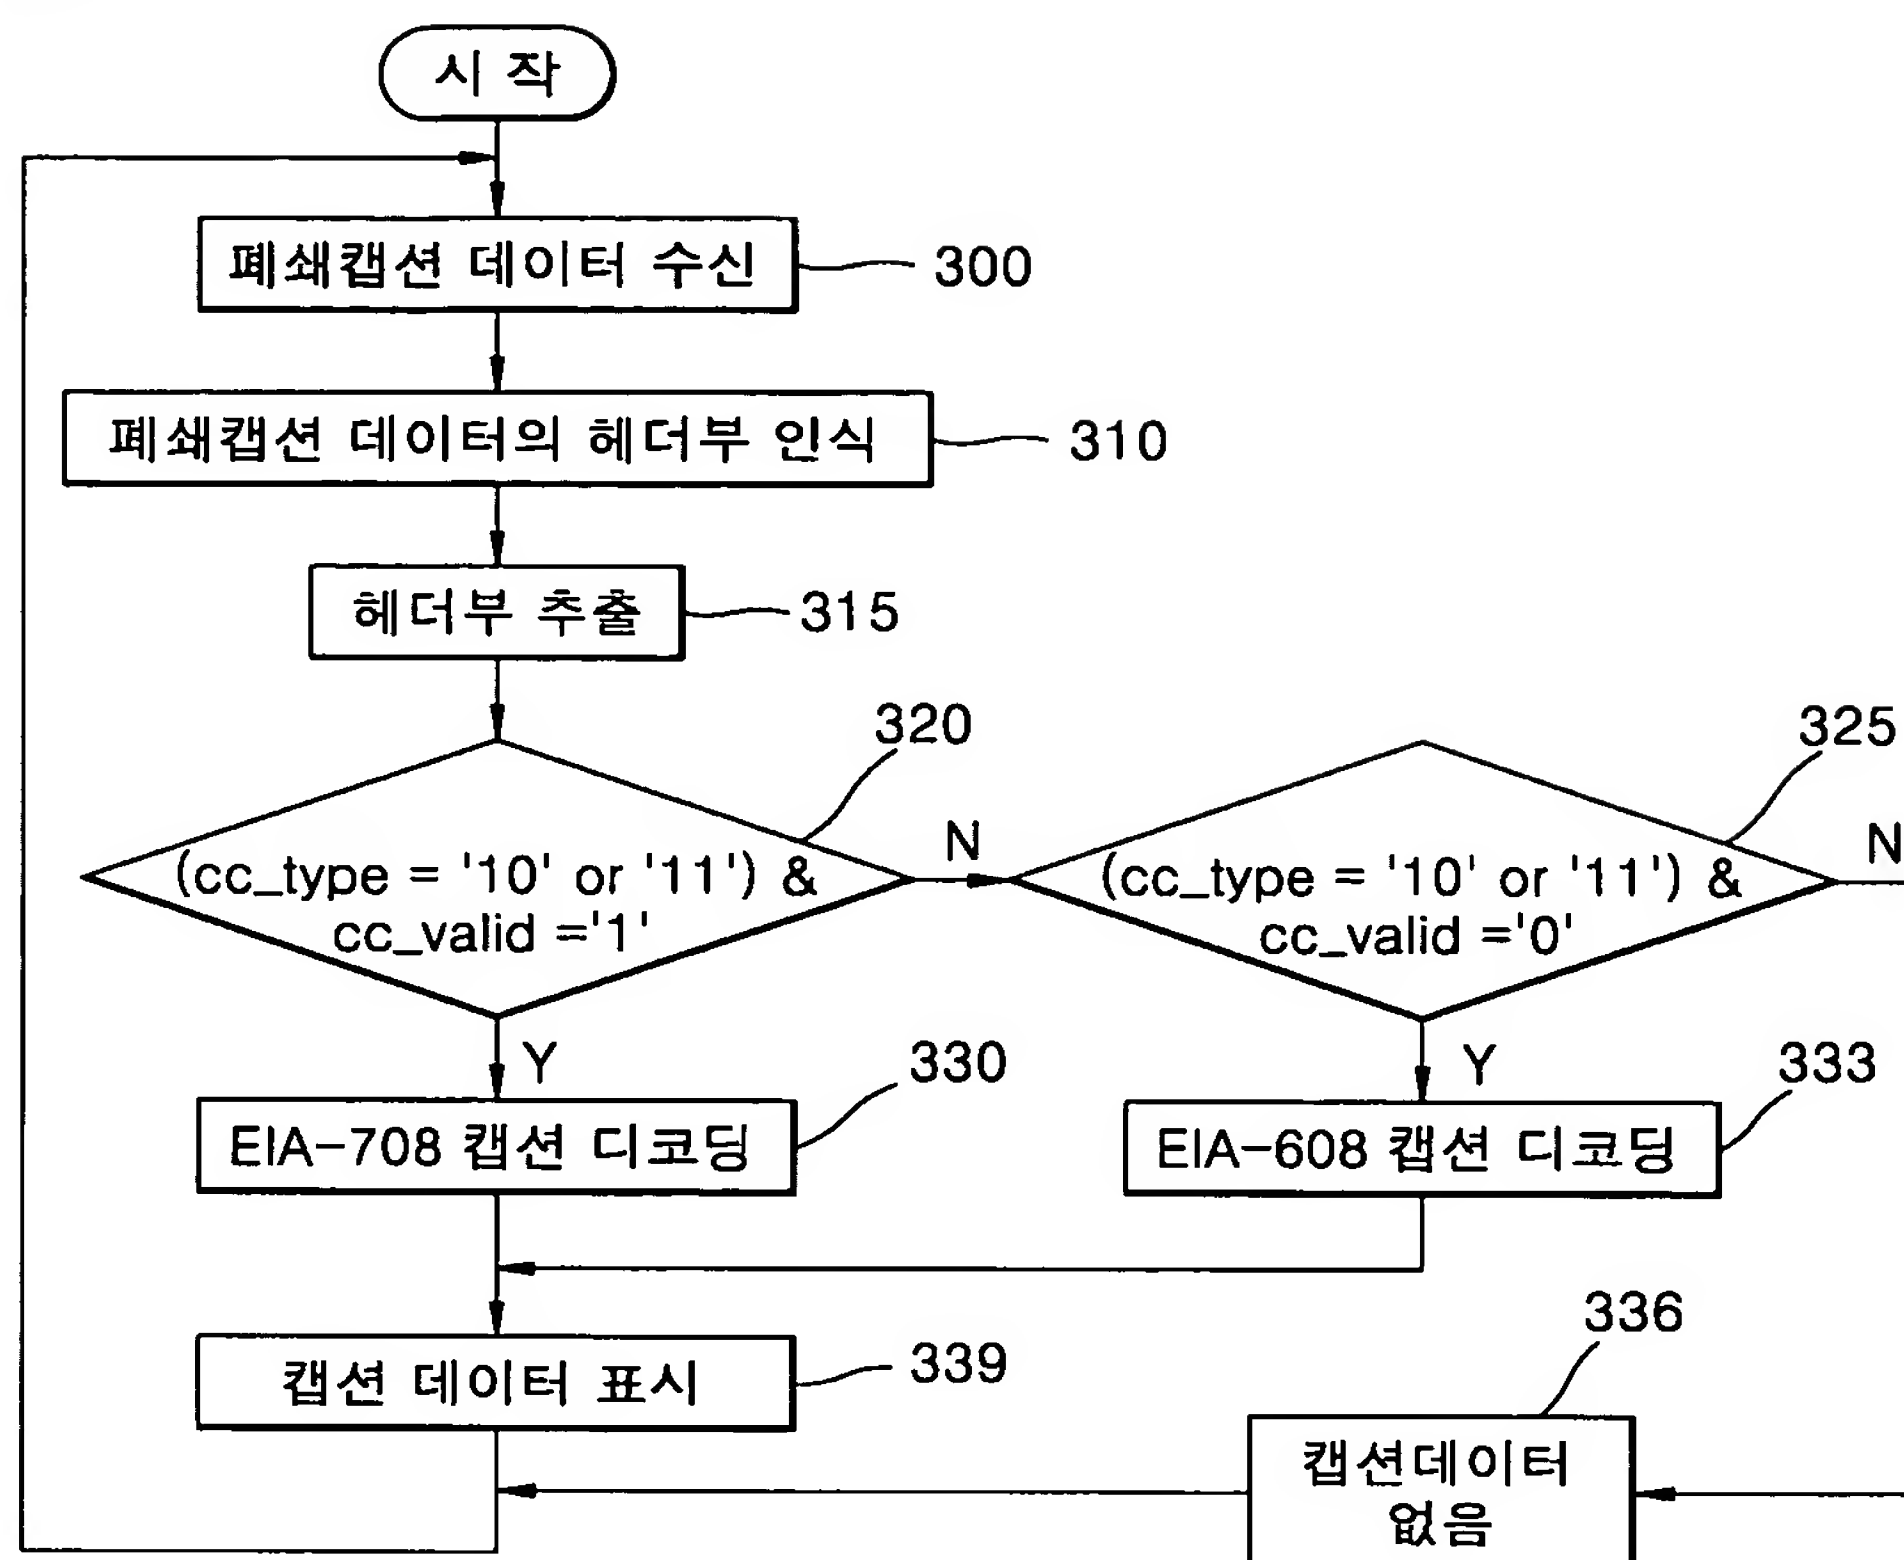 시 작
폐쇄캡션 데이터 수신
300
폐쇄캡션 데이터의 헤더부 인식
310
헤더부 추출
315
320
325
(cc_type = '10' or '11') &
cc_valid ='1'
N
(cc_type = '10' or '11') &
cc_valid ='0'
N
Y
330
Y
333
EIA-708 캡션 디코딩
EIA-608 캡션 디코딩
336
캡션 데이터 표시
339
캡션데이터
없음